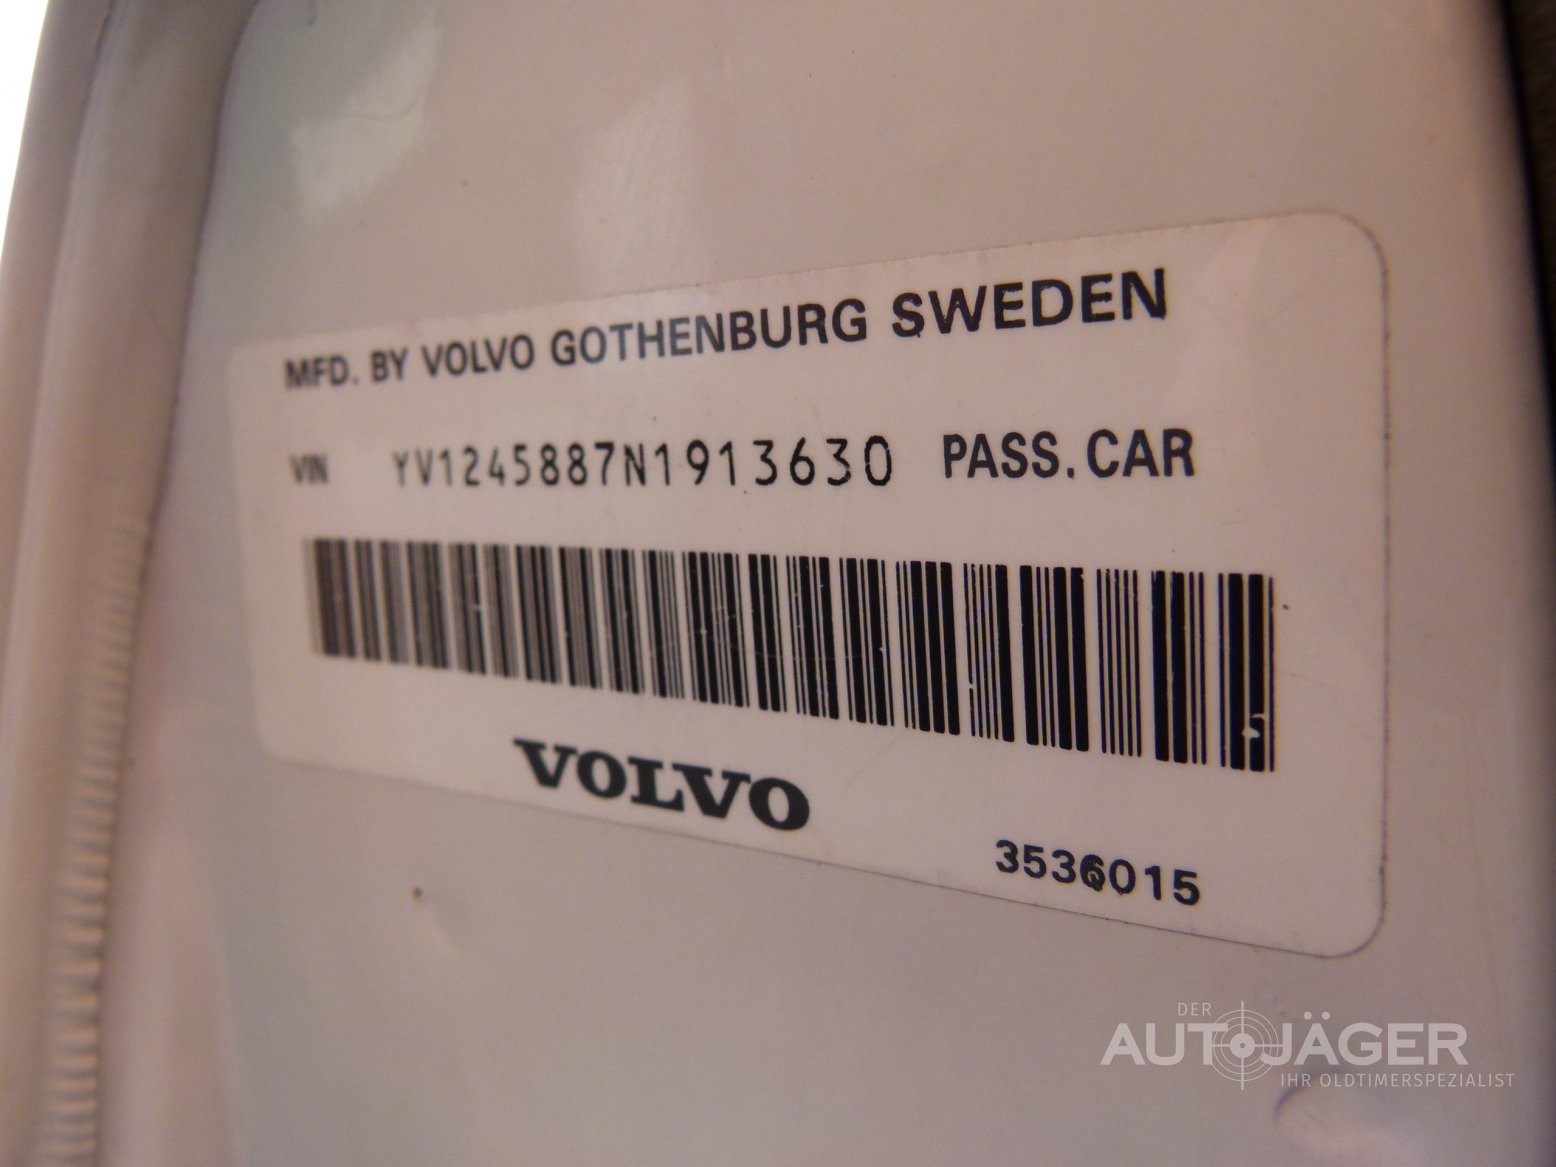 MFD. BY VOLVO GOTHENBURG SWEDEN
VIN YV1245887N1913630 PASS. CAR
VOLVO
3536015
DER
AUTOJÄGER
IHR OLDTIMERSPEZIALIST